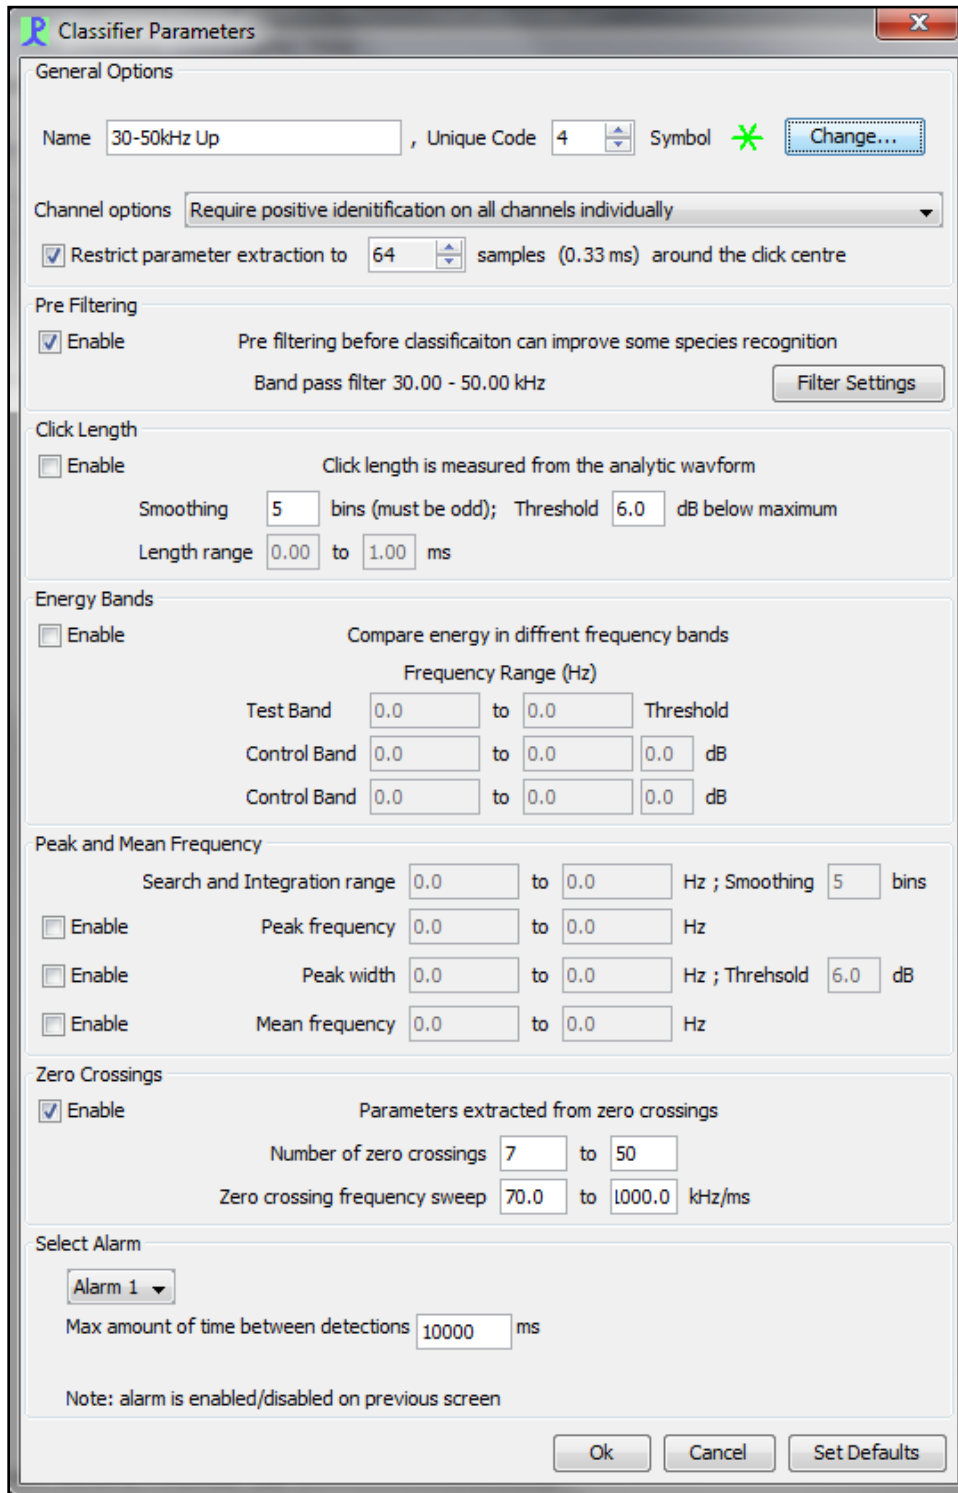 Classifier Parameters
General Options
Name 30-50kHz Up , Unique Code 4 Symbol Change...
Channel options Require positive idenitification on all channels individually
Restrict parameter extraction to 64 samples (0.33 ms) around the click centre
Pre Filtering
Enable Pre filtering before classificaiton can improve some species recognition
Band pass filter 30.00 - 50.00 kHz Filter Settings
Click Length
Enable Click length is measured from the analytic wavform
Smoothing 5 bins (must be odd); Threshold 6.0 dB below maximum
Length range 0.00 to 1.00 ms
Energy Bands
Enable Compare energy in diffrent frequency bands
Frequency Range (Hz)
Test Band 0.0 to 0.0 Threshold
Control Band 0.0 to 0.0 0.0 dB
Control Band 0.0 to 0.0 0.0 dB
Peak and Mean Frequency
Search and Integration range 0.0 to 0.0 Hz ; Smoothing 5 bins
Enable Peak frequency 0.0 to 0.0 Hz
Enable Peak width 0.0 to 0.0 Hz ; Threhsold 6.0 dB
Enable Mean frequency 0.0 to 0.0 Hz
Zero Crossings
Enable Parameters extracted from zero crossings
Number of zero crossings 7 to 50
Zero crossing frequency sweep 70.0 to 1000.0 kHz/ms
Select Alarm
Alarm 1
Max amount of time between detections 10000 ms
Note: alarm is enabled/disabled on previous screen
Ok Cancel Set Defaults